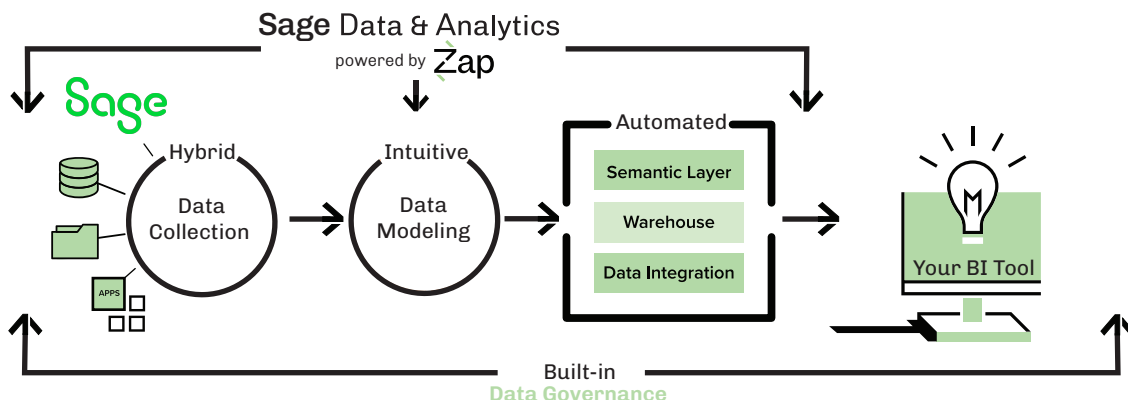 Sage Data & Analytics
powered by Zap
Sage
Hybrid
Data
Collection
APPS
Intuitive
Data
Modeling
Automated
Semantic Layer
Warehouse
Data Integration
Your BI Tool
Built-in
Data Governance